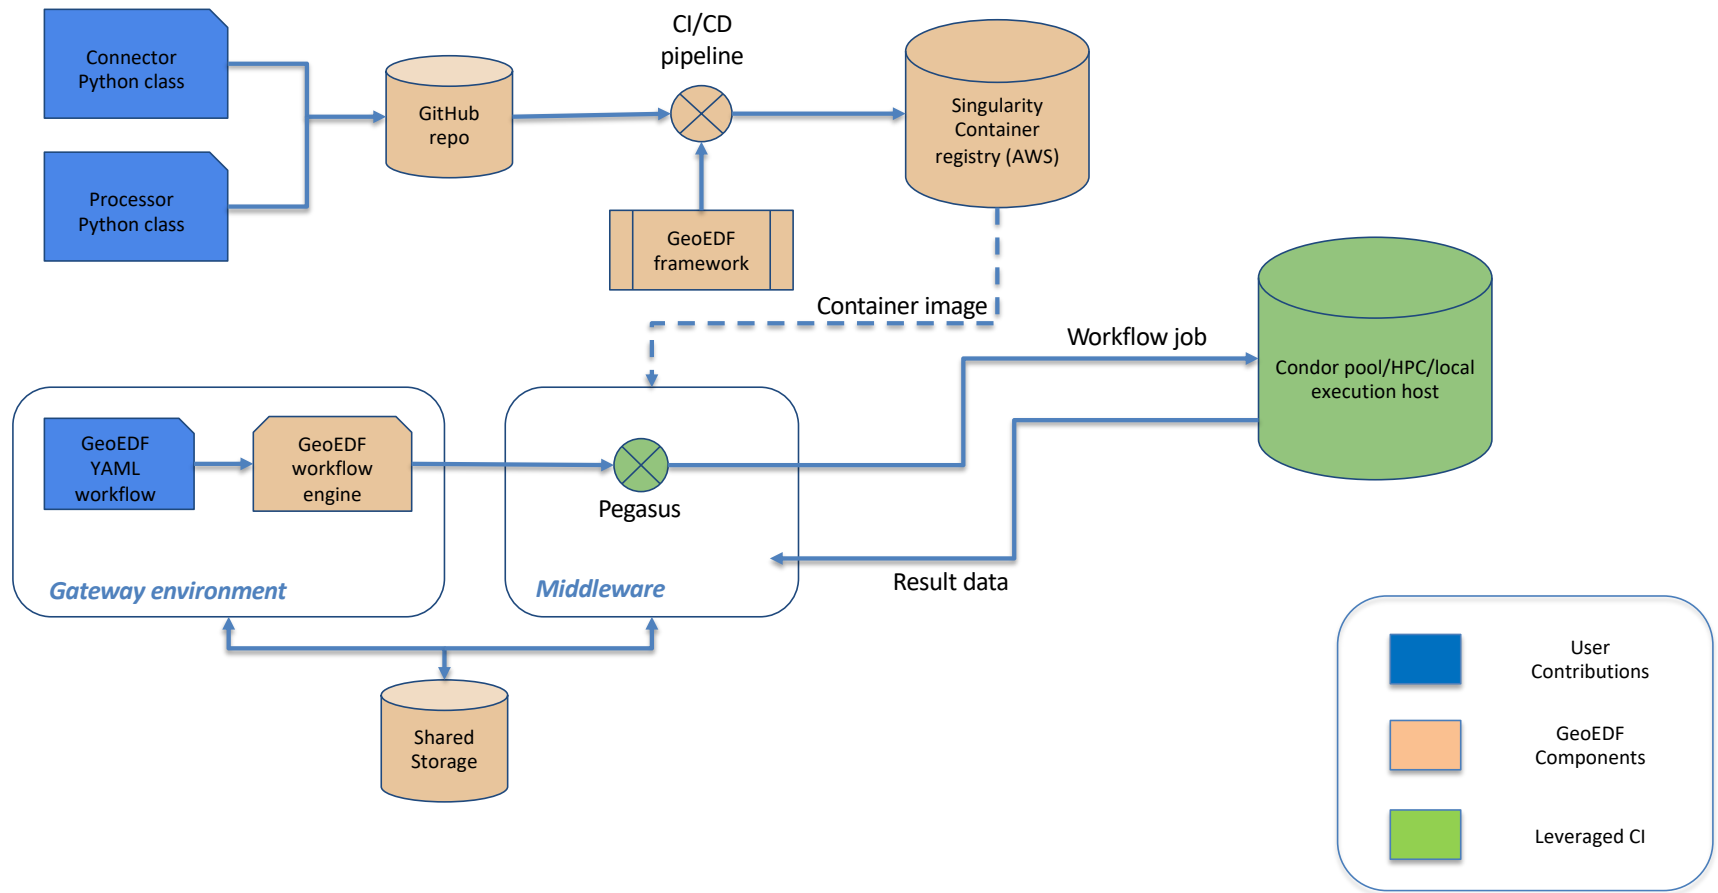 Connector
Python class
Processor
Python class
GitHub
repo
CI/CD
pipeline
GeoEDF
framework
Singularity
Container
registry (AWS)
Container image
Workflow job
Condor pool/HPC/local
execution host
GeoEDF
YAML
workflow
GeoEDF
workflow
engine
Pegasus
Gateway environment
Middleware
Result data
Shared
Storage
User
Contributions
GeoEDF
Components
Leveraged CI